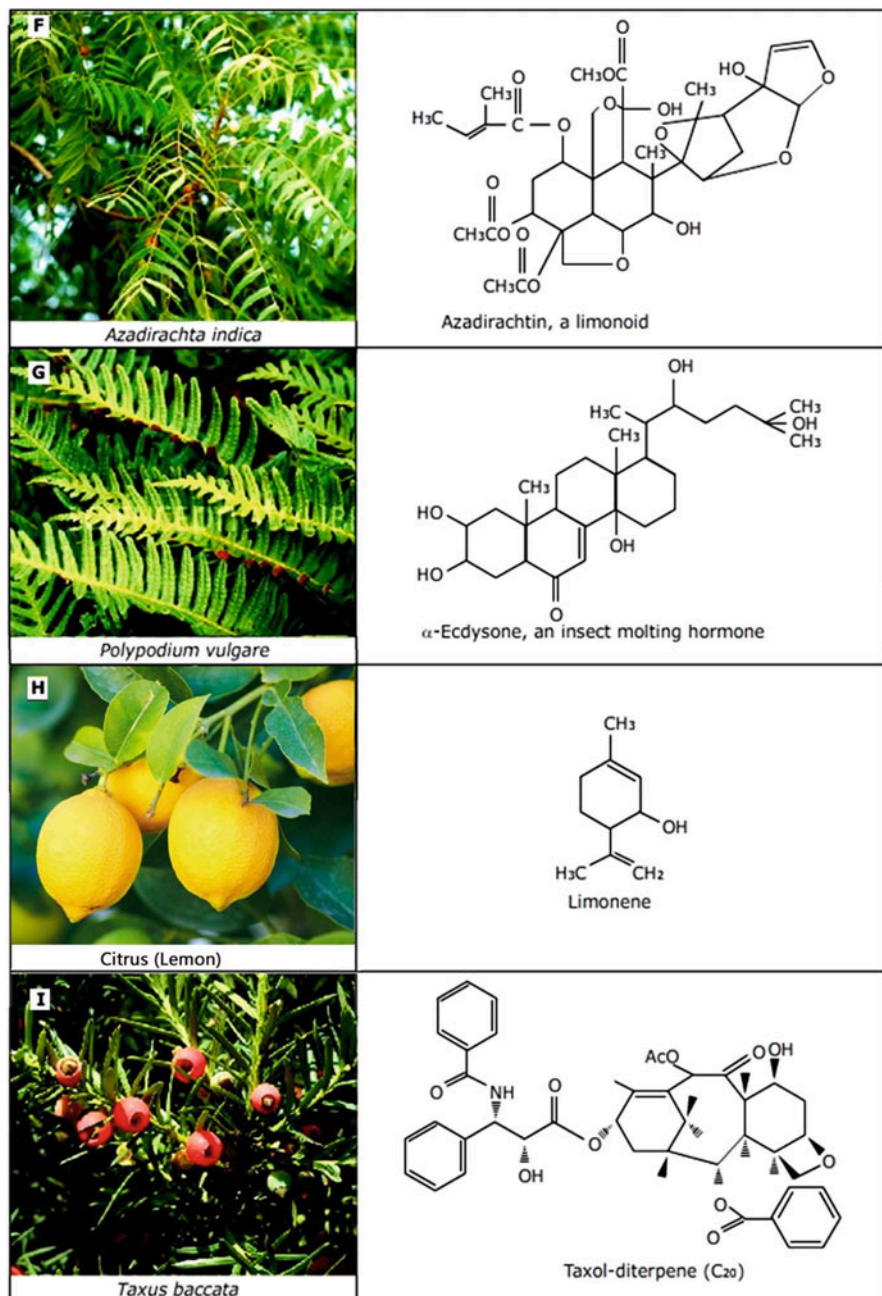 F
Azadirachta indica
O
C
CH₃OC
O
OH
HO
O
CH₃
O
CH₃
O
H₃C
C
O
O
CH₃
O
O
C
CH₃CO O
OH
C
CH₃CO O
O
Azadirachtin, a limonoid
G
Polypodium vulgare
OH
H₃C
CH₃
OH
CH₃
CH₃
CH₃
HO
HO
OH
O
α-Ecdysone, an insect molting hormone
H
Citrus (Lemon)
CH₃
OH
H₃C
CH₂
Limonene
I
Taxus baccata
O
NH
O
OH
O
AcO
O
OH
O
O
O
Taxol-diterpene (C₂₀)